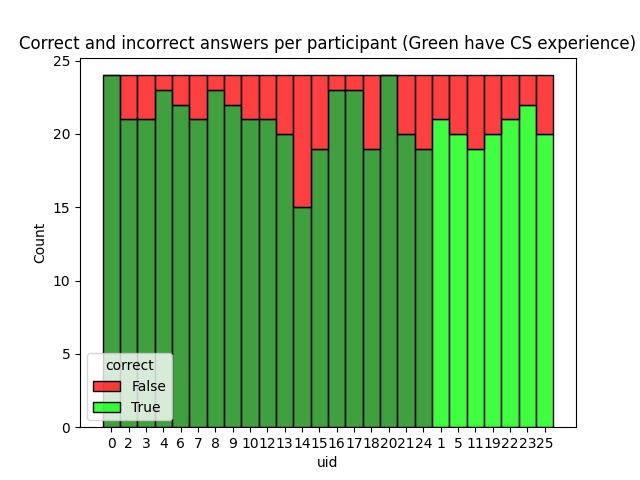 Correct and incorrect answers per participant (Green have CS experience)
25
20
15
10
5
0
Count
correct
False
True
0 2 3 4 6 7 8 9 10 12 13 14 15 16 17 18 20 21 24 1 5 11 19 22 23 25
uid